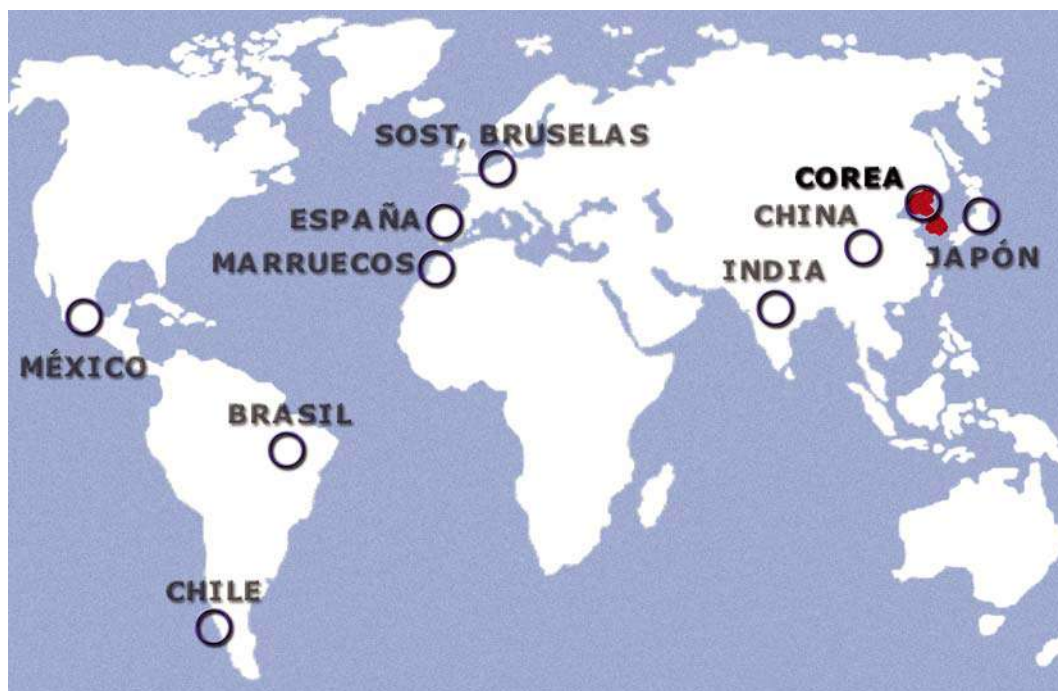 SOST, BRUSELAS
COREA
ESPAÑA
CHINA
MARRUECOS
JAPÓN
INDIA
MÉXICO
BRASIL
CHILE